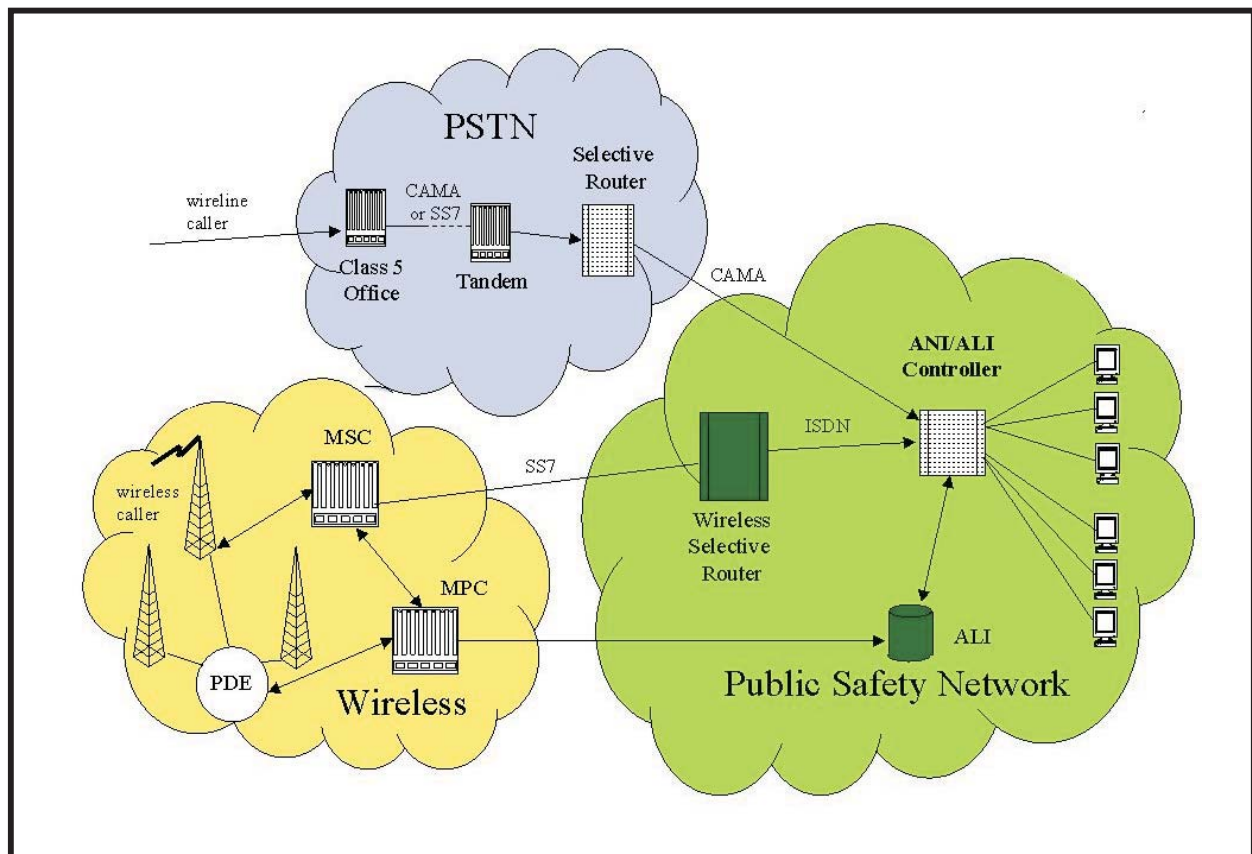 PSTN
Selective
Router
CAMA
or SS7
wireline
caller
Class 5
Office
Tandem
CAMA
ANI/ALI
Controller
MSC
ISDN
SS7
wireless
caller
Wireless
Selective
Router
MPC
ALI
PDE
Wireless
Public Safety Network